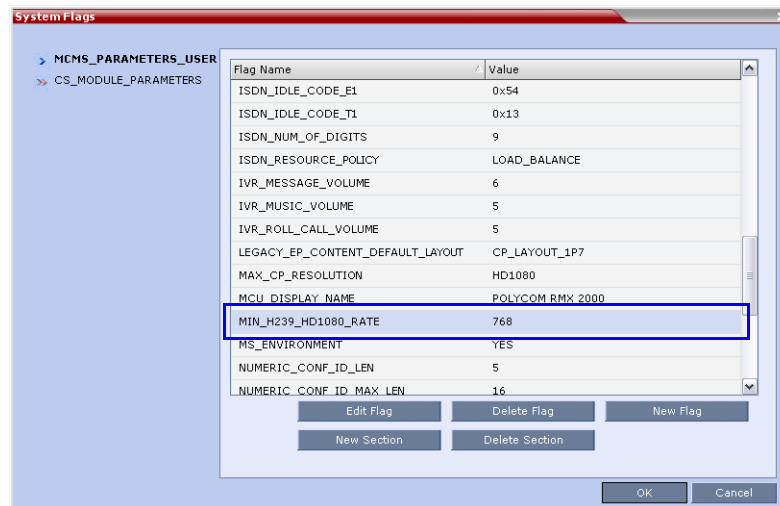 System Flags
MCMS_PARAMETERS_USER
CS_MODULE_PARAMETERS
Flag Name Value
ISDN_IDLE_CODE_E1 0x54
ISDN_IDLE_CODE_T1 0x13
ISDN_NUM_OF_DIGITS 9
ISDN_RESOURCE_POLICY LOAD_BALANCE
IVR_MESSAGE_VOLUME 6
IVR_MUSIC_VOLUME 5
IVR_ROLL_CALL_VOLUME 5
LEGACY_EP_CONTENT_DEFAULT_LAYOUT CP_LAYOUT_1P7
MAX_CP_RESOLUTION HD1080
MCU_DISPLAY_NAME POLYCOM RMX 2000
MIN_H239_HD1080_RATE 768
MS_ENVIRONMENT YES
NUMERIC_CONF_ID_LEN 5
NUMERIC_CONF_ID_MAX_LEN 16
Edit Flag Delete Flag New Flag
New Section Delete Section
OK Cancel